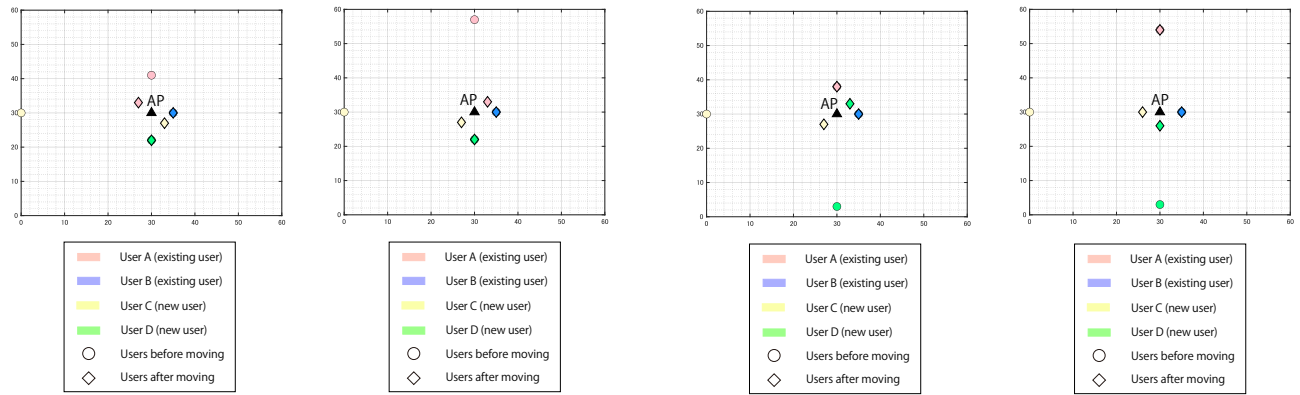 60
50
40
30
20
10
0
AP
0 10 20 30 40 50 60
User A (existing user)
User B (existing user)
User C (new user)
User D (new user)
Users before moving
Users after moving
60
50
40
30
20
10
0
AP
0 10 20 30 40 50 60
User A (existing user)
User B (existing user)
User C (new user)
User D (new user)
Users before moving
Users after moving
60
50
40
30
20
10
0
AP
0 10 20 30 40 50 60
User A (existing user)
User B (existing user)
User C (new user)
User D (new user)
Users before moving
Users after moving
60
50
40
30
20
10
0
AP
0 10 20 30 40 50 60
User A (existing user)
User B (existing user)
User C (new user)
User D (new user)
Users before moving
Users after moving